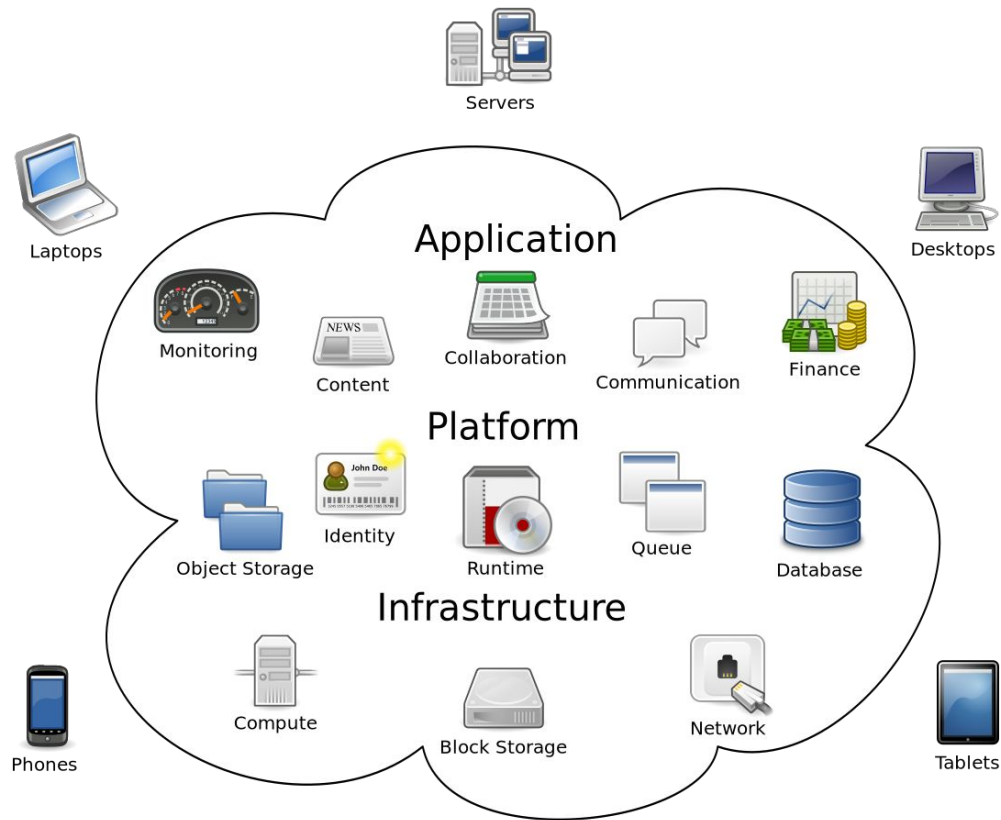 Servers
Laptops
Desktops
Application
Monitoring
NEWS
Content
Collaboration
Communication
Finance
Platform
John Doe
Object Storage
Identity
Runtime
Queue
Database
Infrastructure
Compute
Block Storage
Network
Phones
Tablets